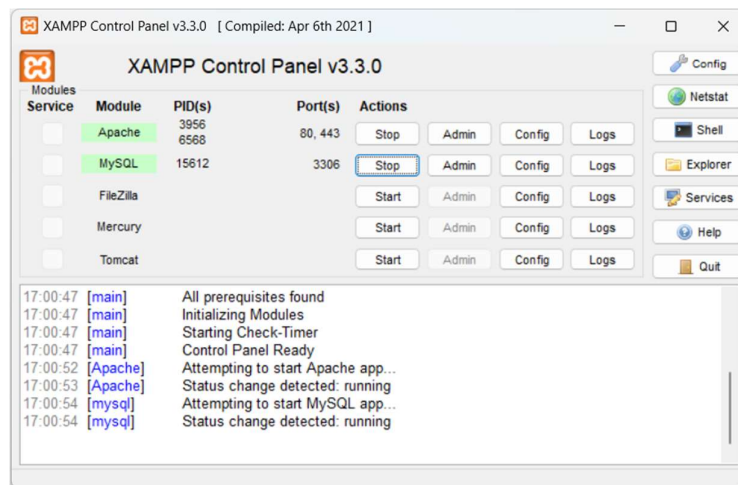 XAMPP Control Panel v3.3.0 [ Compiled: Apr 6th 2021 ]
XAMPP Control Panel v3.3.0
Config
Modules
Service Module PID(s) Port(s) Actions
Netstat
Apache 3956 6568 80, 443 Stop Admin Config Logs
Shell
MySQL 15612 3306 Stop Admin Config Logs
Explorer
FileZilla Start Admin Config Logs
Services
Mercury Start Admin Config Logs
Help
Tomcat Start Admin Config Logs
Quit
17:00:47 [main] All prerequisites found
17:00:47 [main] Initializing Modules
17:00:47 [main] Starting Check-Timer
17:00:47 [main] Control Panel Ready
17:00:52 [Apache] Attempting to start Apache app...
17:00:53 [Apache] Status change detected: running
17:00:54 [mysql] Attempting to start MySQL app...
17:00:54 [mysql] Status change detected: running